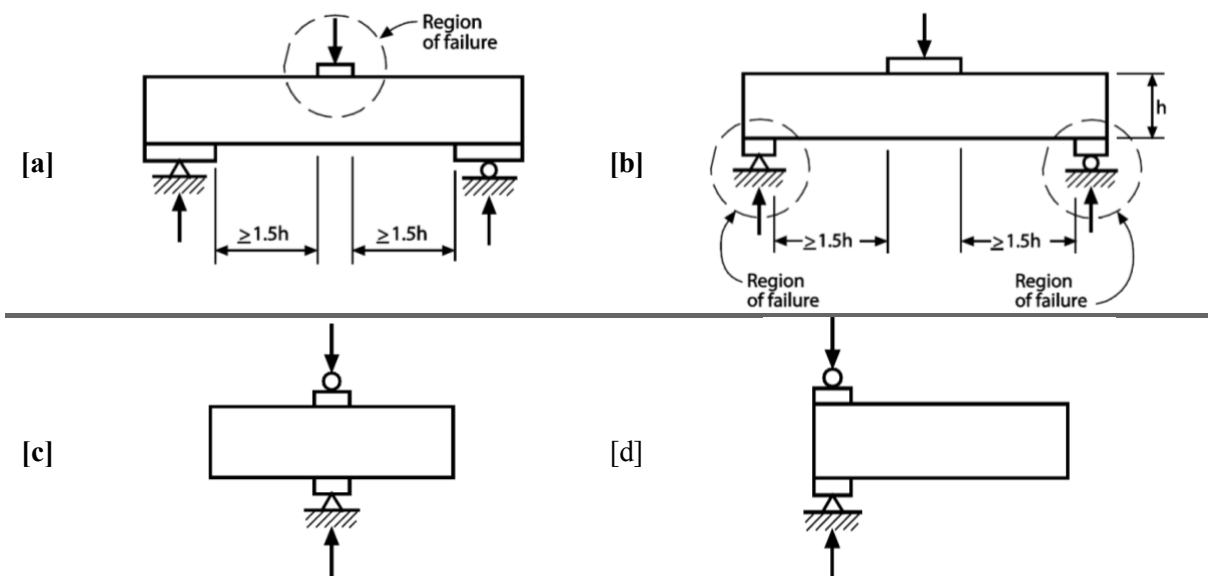 [a]
Region
of failure
≥1.5h
≥1.5h
[b]
h
≥1.5h
≥1.5h
Region
of failure
Region
of failure
[c]
[d]